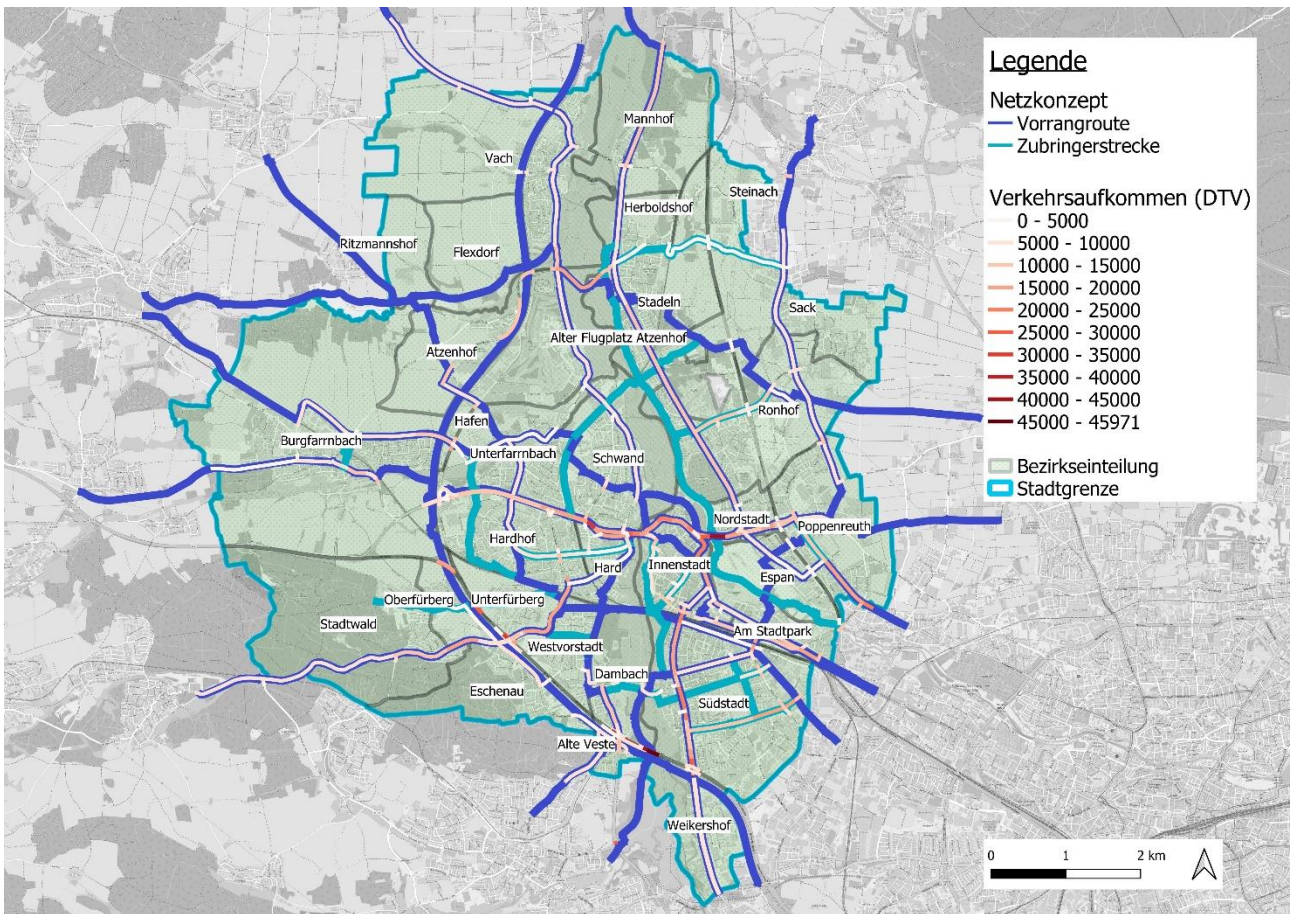 Legende
Netzkonzept
Vorrangroute
Zubringerstrecke
Verkehrsaufkommen (DTV)
0 - 5000
5000 - 10000
10000 - 15000
15000 - 20000
20000 - 25000
25000 - 30000
30000 - 35000
35000 - 40000
40000 - 45000
45000 - 45971
Bezirkseinteilung
Stadtgrenze
Mannhof
Vach
Steinach
Herboldshof
Ritzmannshof
Flexdorf
Stadeln
Sack
Alter Flugplatz Atzenhof
Atzenhof
Ronhof
Hafen
Burgfarrnbach
Unterfarrnbach
Schwand
Nordstadt
Poppenreuth
Hardhof
Innenstadt
Hard
Espan
Oberfürberg
Unterfürberg
Stadtwald
Am Stadtpark
Westvorstadt
Dambach
Eschenau
Südstadt
Alte Veste
Weikershof
0 1 2 km